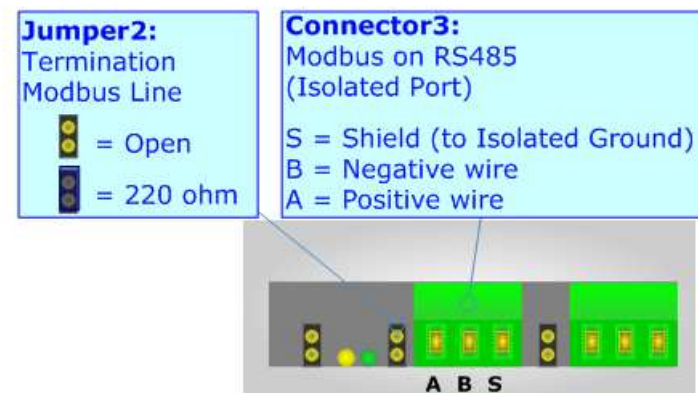 Jumper2:
Termination
Modbus Line
= Open
= 220 ohm
Connector3:
Modbus on RS485
(Isolated Port)
S = Shield (to Isolated Ground)
B = Negative wire
A = Positive wire
A B S